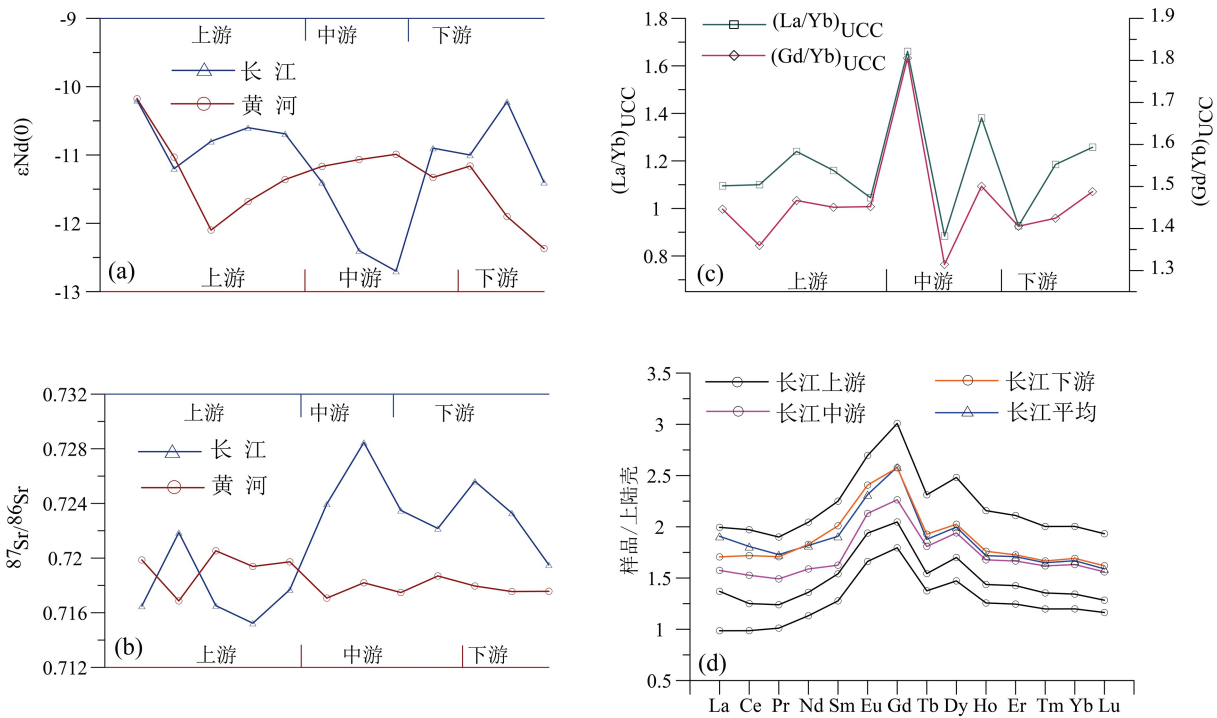 -9
-10
-11
-12
-13
εNd(0)
上游
中游
下游
长 江
黄 河
(a)
上游
中游
下游
1.8
1.6
1.4
1.2
1
0.8
(La/Yb)UCC
(La/Yb)UCC
(Gd/Yb)UCC
1.9
1.8
1.7
1.6
1.5
1.4
1.3
(Gd/Yb)UCC
(c)
上游
中游
下游
0.732
0.728
0.724
0.72
0.716
0.712
87Sr/86Sr
上游
中游
下游
长 江
黄 河
(b)
上游
中游
下游
3.5
3
2.5
2
1.5
1
0.5
样品/上陆壳
长江上游
长江下游
长江中游
长江平均
(d)
La Ce Pr Nd Sm Eu Gd Tb Dy Ho Er Tm Yb Lu